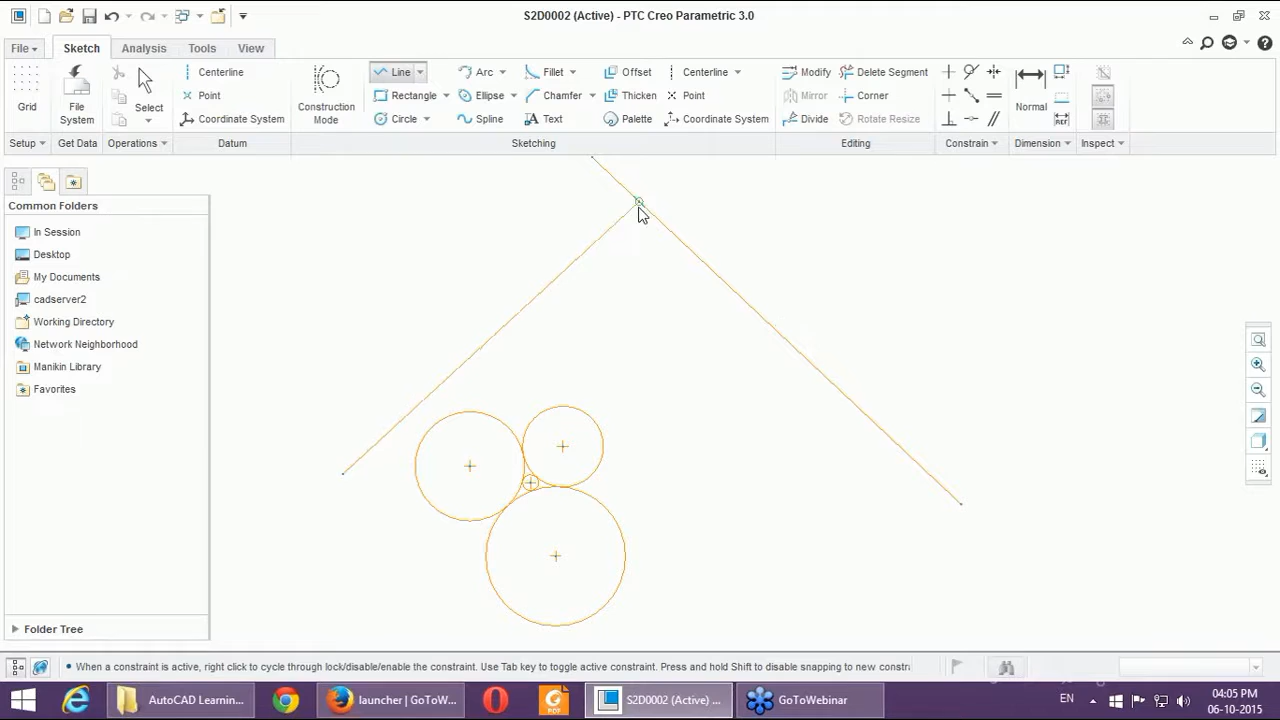 S2D0002 (Active) - PTC Creo Parametric 3.0
File Sketch Analysis Tools View
Grid
File System
Select
Centerline
Point
Coordinate System
Construction Mode
Line Arc Fillet Offset Centerline
Rectangle Ellipse Chamfer Thicken Point
Circle Spline Text Palette Coordinate System
Modify Delete Segment
Mirror Corner
Divide Rotate Resize
Normal
REF
Setup Get Data Operations Datum Sketching Editing Constrain Dimension Inspect
Common Folders
In Session
Desktop
My Documents
cadserver2
Working Directory
Network Neighborhood
Manikin Library
Favorites
Folder Tree
• When a constraint is active, right click to cycle through lock/disable/enable the constraint. Use Tab key to toggle active constraint. Press and hold Shift to disable snapping to new constr
AutoCAD Learnin... launcher | GoToW... PDF S2D0002 (Active) ... GoToWebinar EN 04:05 PM
06-10-2015